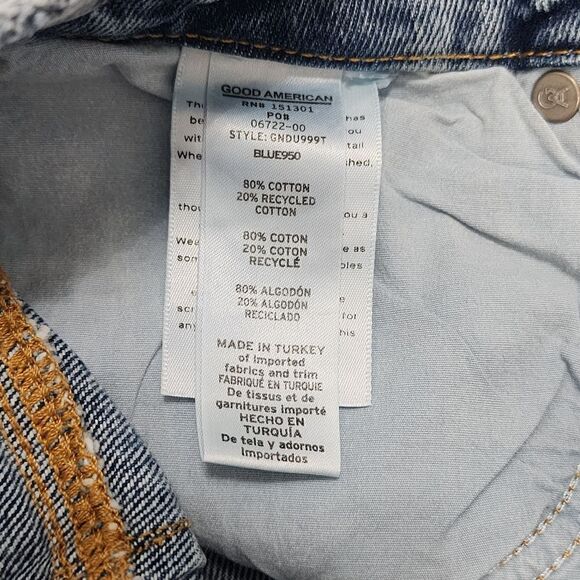 GOOD AMERICAN
RN# 151301
PO#
06722-00
STYLE: GNDU999T
BLUE950
80% COTTON
20% RECYCLED
COTTON
80% COTON
20% COTON
RECYCLÉ
80% ALGODÓN
20% ALGODÓN
RECICLADO
MADE IN TURKEY
of imported
fabrics and trim
FABRIQUÉ EN TURQUIE
De tissus et de
garnitures importé
HECHO EN
TURQUÍA
De tela y adornos
importados